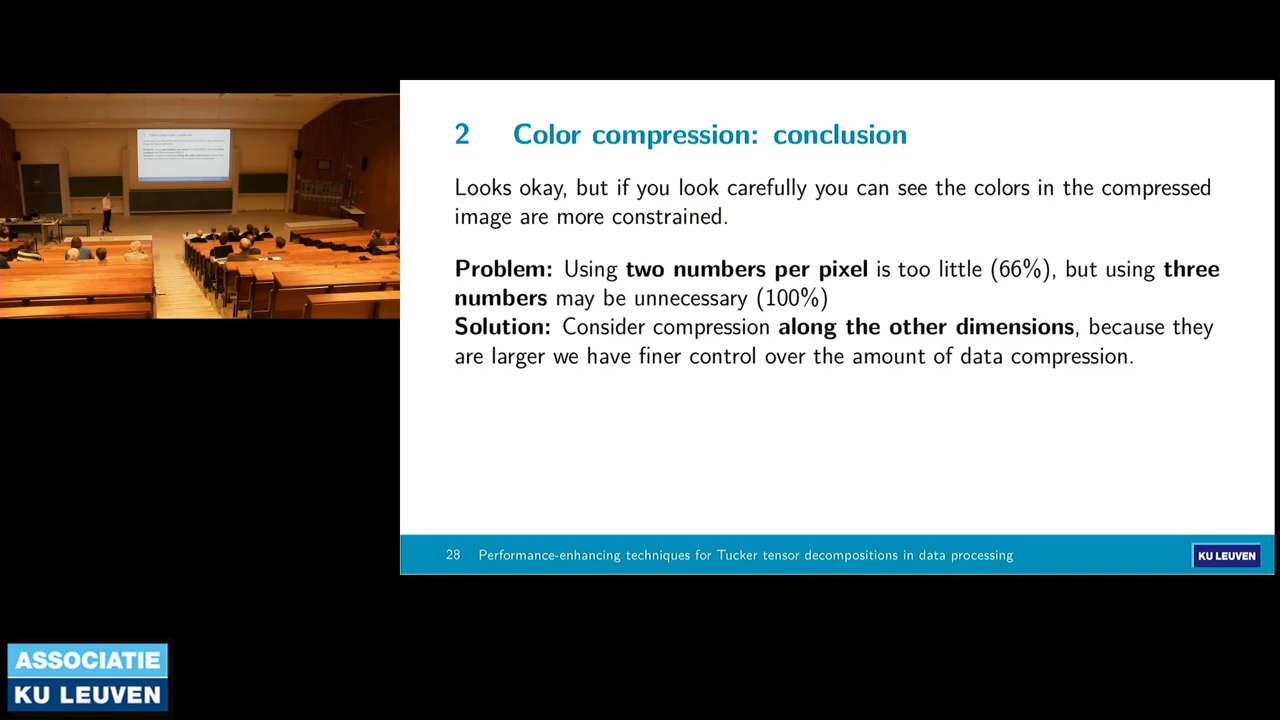 2 Color compression: conclusion
Looks okay, but if you look carefully you can see the colors in the compressed
image are more constrained.
Problem: Using two numbers per pixel is too little (66%), but using three
numbers may be unnecessary (100%)
Solution: Consider compression along the other dimensions, because they
are larger we have finer control over the amount of data compression.
28 Performance-enhancing techniques for Tucker tensor decompositions in data processing
KU LEUVEN
ASSOCIATIE
KU LEUVEN